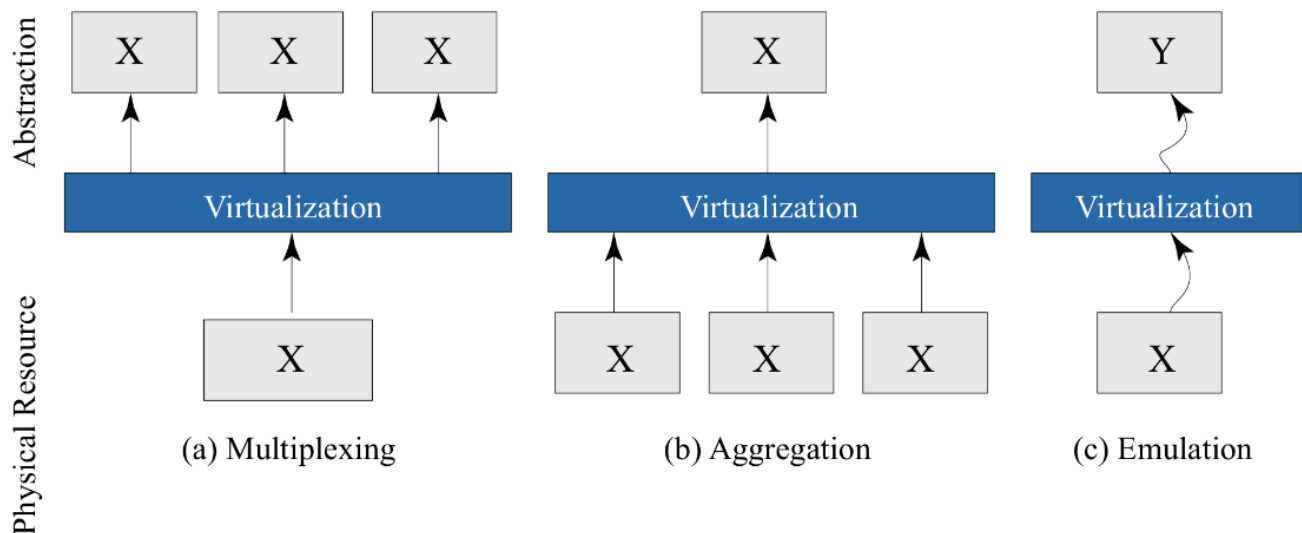 Abstraction
Physical Resource
X X X
Virtualization
X
(a) Multiplexing
X
Virtualization
X X X
(b) Aggregation
Y
Virtualization
X
(c) Emulation